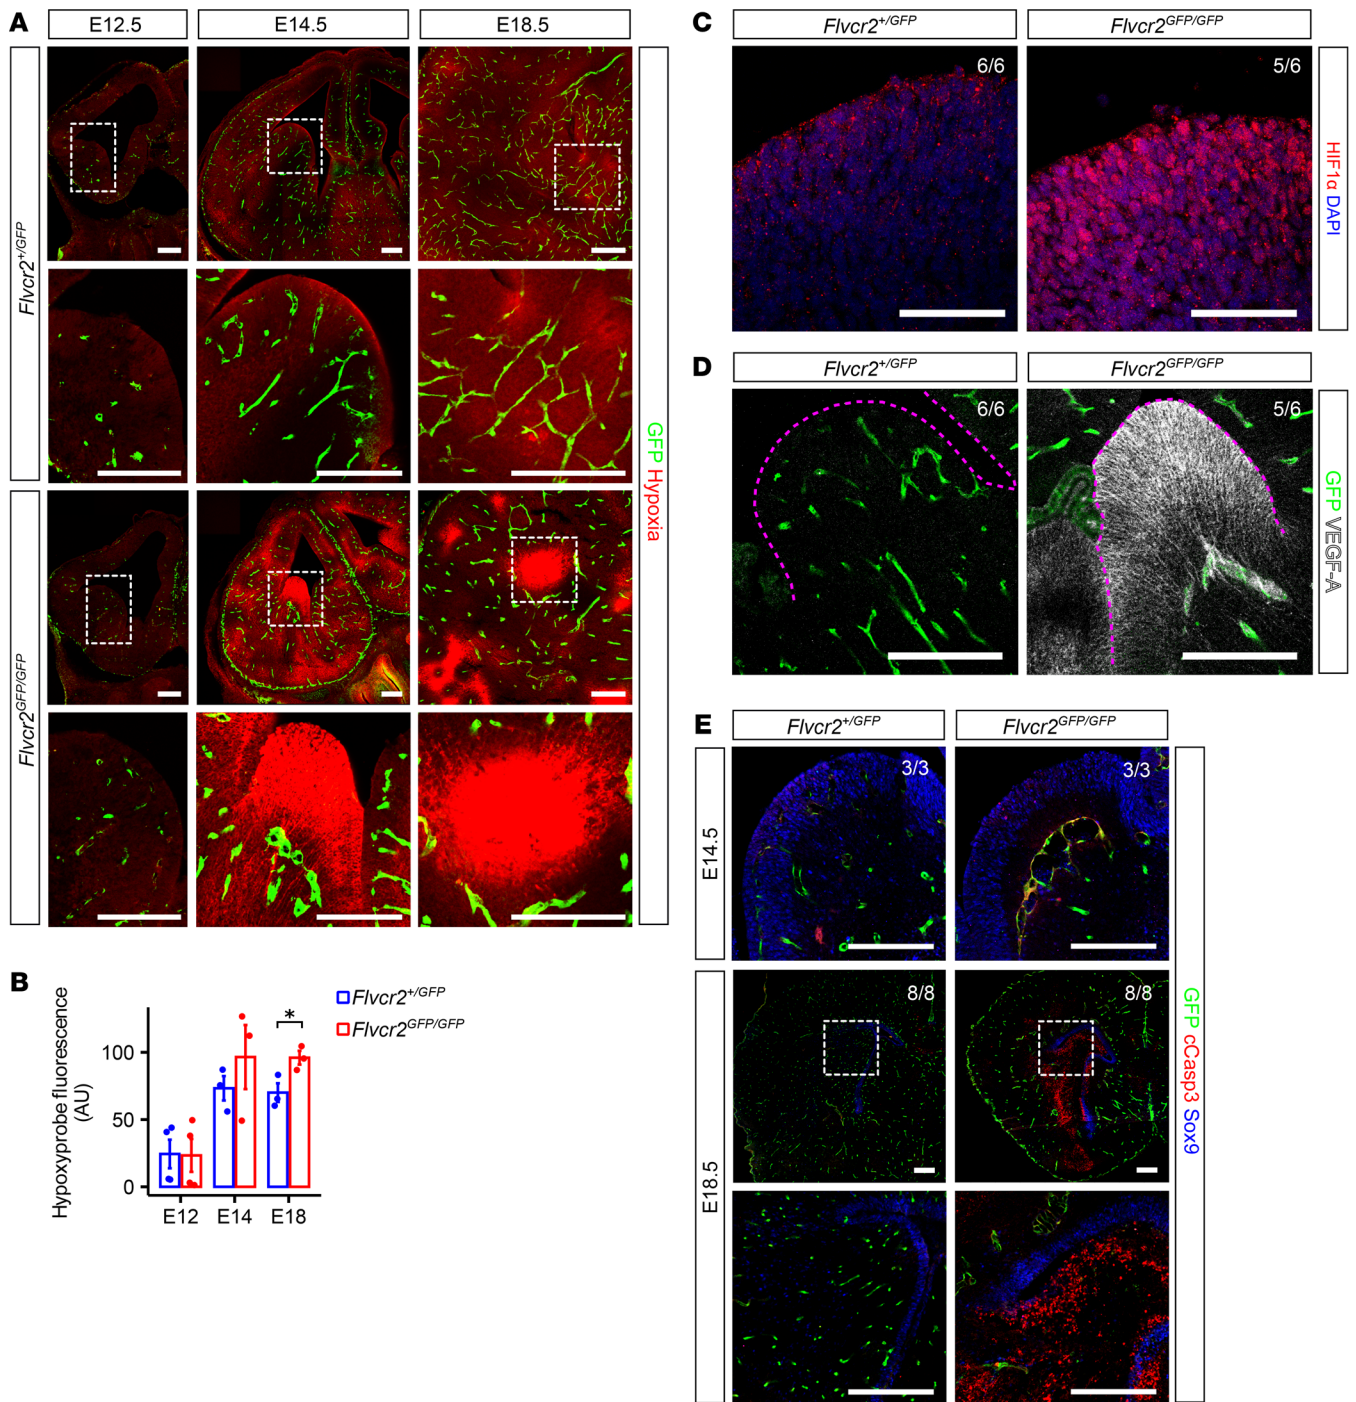 A
E12.5
E14.5
E18.5
Flvcr2+/GFP
Flvcr2GFP/GFP
GFP Hypoxia
B
Hypoxyprobe fluorescence
(AU)
100
50
0
E12
E14
E18
*
Flvcr2+/GFP
Flvcr2GFP/GFP
C
Flvcr2+/GFP
Flvcr2GFP/GFP
6/6
5/6
HIF1α DAPI
D
Flvcr2+/GFP
Flvcr2GFP/GFP
6/6
5/6
GFP VEGF-A
E
Flvcr2+/GFP
Flvcr2GFP/GFP
E14.5
3/3
3/3
E18.5
8/8
8/8
GFP cCasp3 Sox9